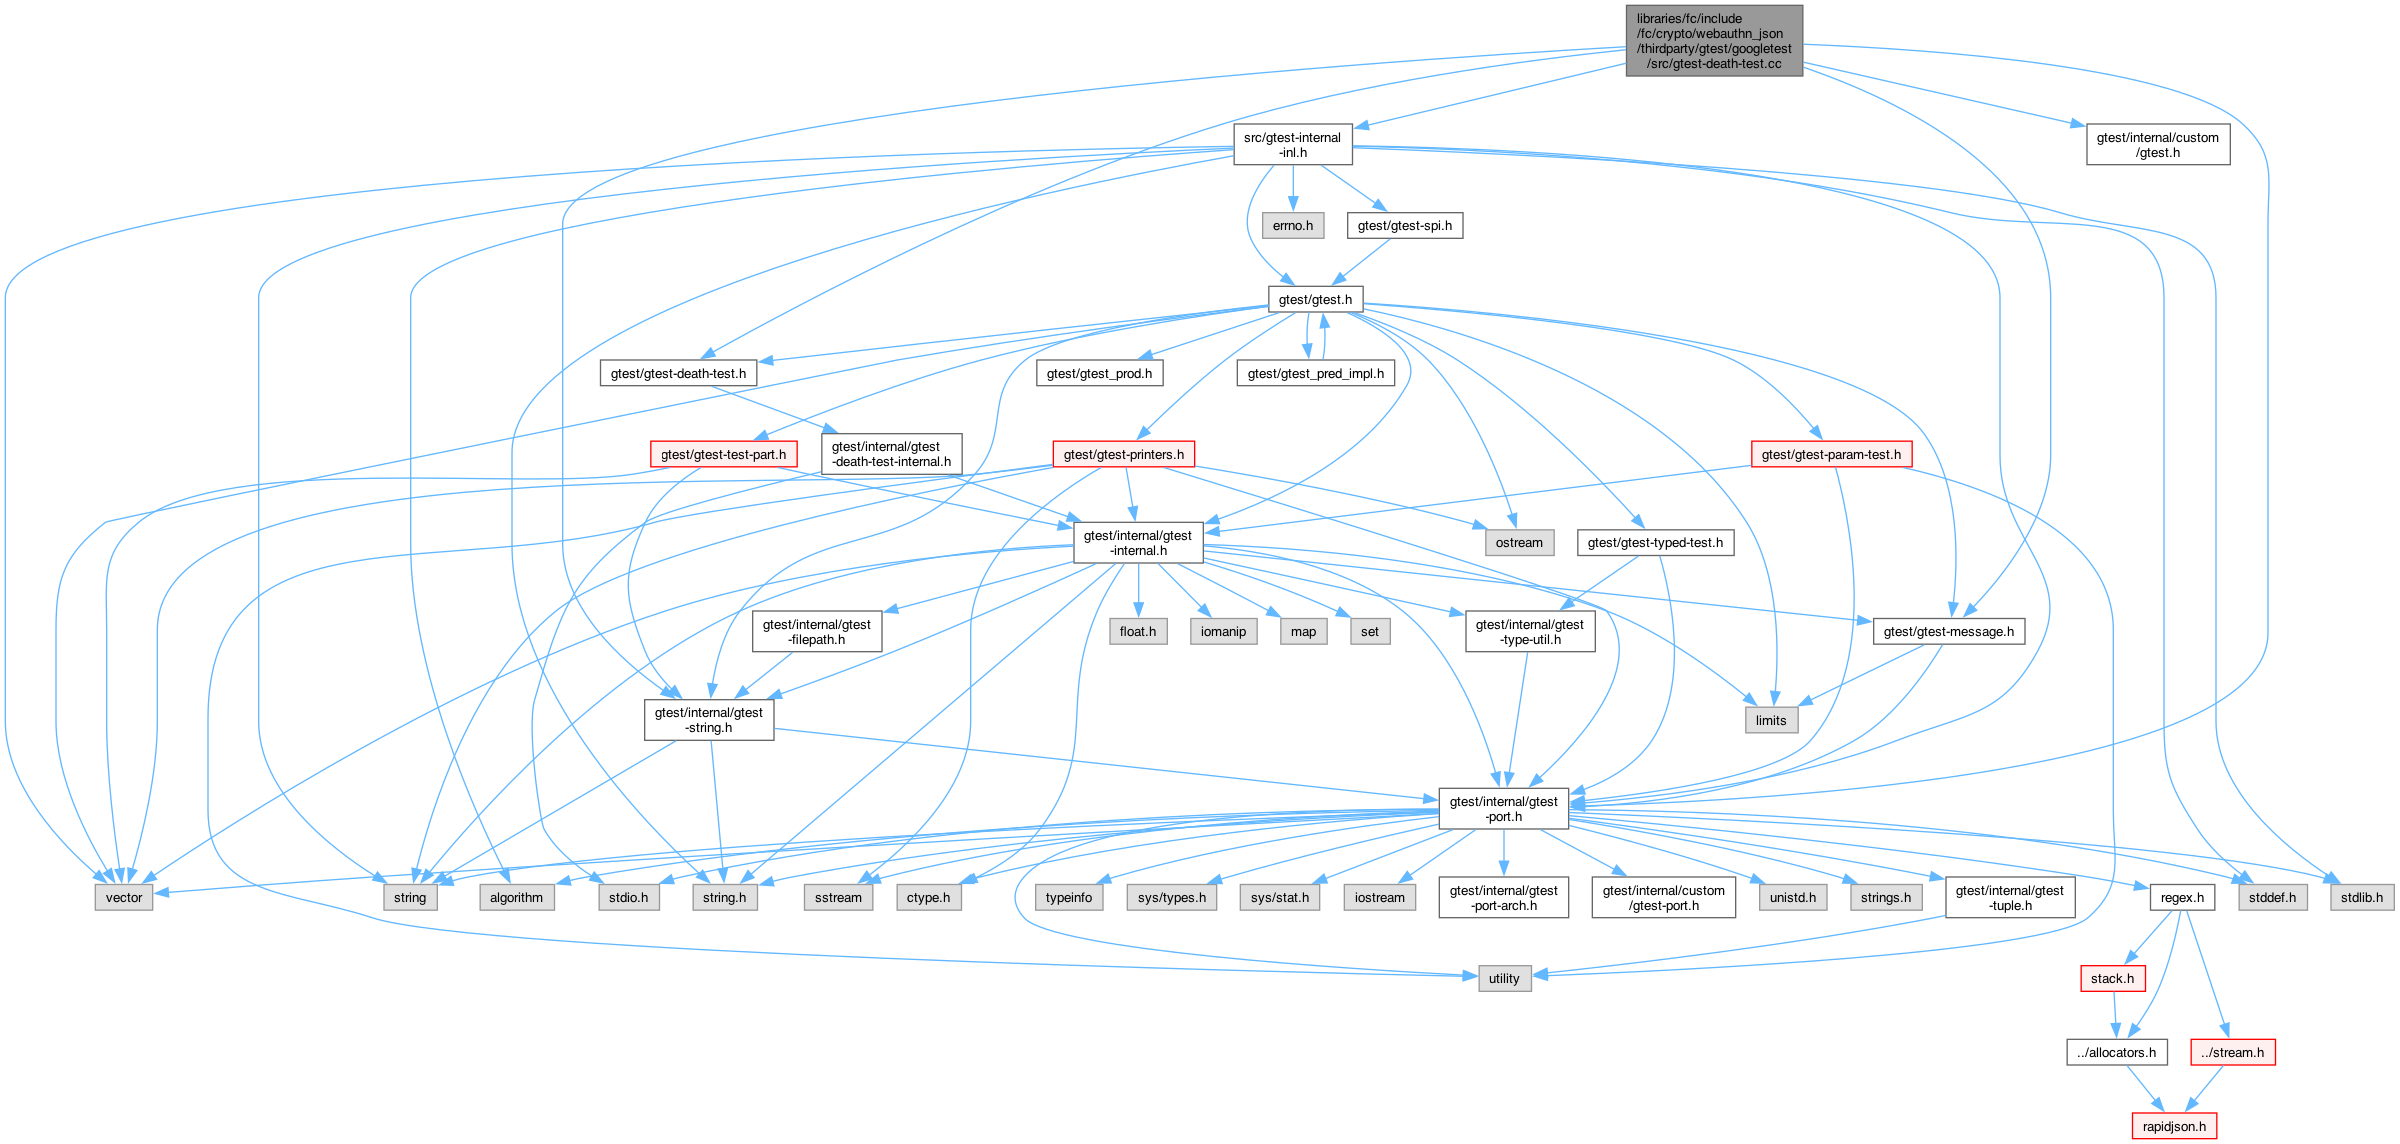 libraries/fc/include
/fc/crypto/webauthn_json
/thirdparty/gtest/googletest
/src/gtest-death-test.cc
src/gtest-internal
-inl.h
gtest/internal/custom
/gtest.h
errno.h
gtest/gtest-spi.h
gtest/gtest.h
gtest/gtest-death-test.h
gtest/gtest_prod.h
gtest/gtest_pred_impl.h
gtest/gtest-test-part.h
gtest/internal/gtest
-death-test-internal.h
gtest/gtest-printers.h
gtest/gtest-param-test.h
gtest/internal/gtest
-internal.h
ostream
gtest/gtest-typed-test.h
gtest/internal/gtest
-filepath.h
float.h
iomanip
map
set
gtest/internal/gtest
-type-util.h
gtest/gtest-message.h
gtest/internal/gtest
-string.h
limits
gtest/internal/gtest
-port.h
vector
string
algorithm
stdio.h
string.h
sstream
ctype.h
typeinfo
sys/types.h
sys/stat.h
iostream
gtest/internal/gtest
-port-arch.h
gtest/internal/custom
/gtest-port.h
unistd.h
strings.h
gtest/internal/gtest
-tuple.h
regex.h
stddef.h
stdlib.h
utility
stack.h
../allocators.h
../stream.h
rapidjson.h